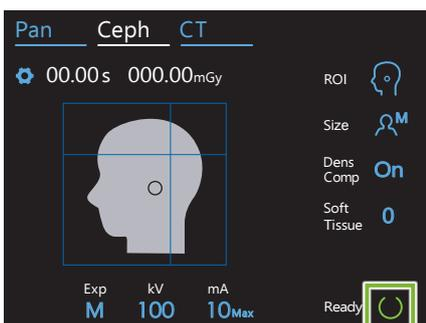 Pan Ceph CT
00.00 s 000.00mGy
ROI
Size M
Dens
Comp On
Soft
Tissue 0
Exp kV mA
M 100 10Max
Ready